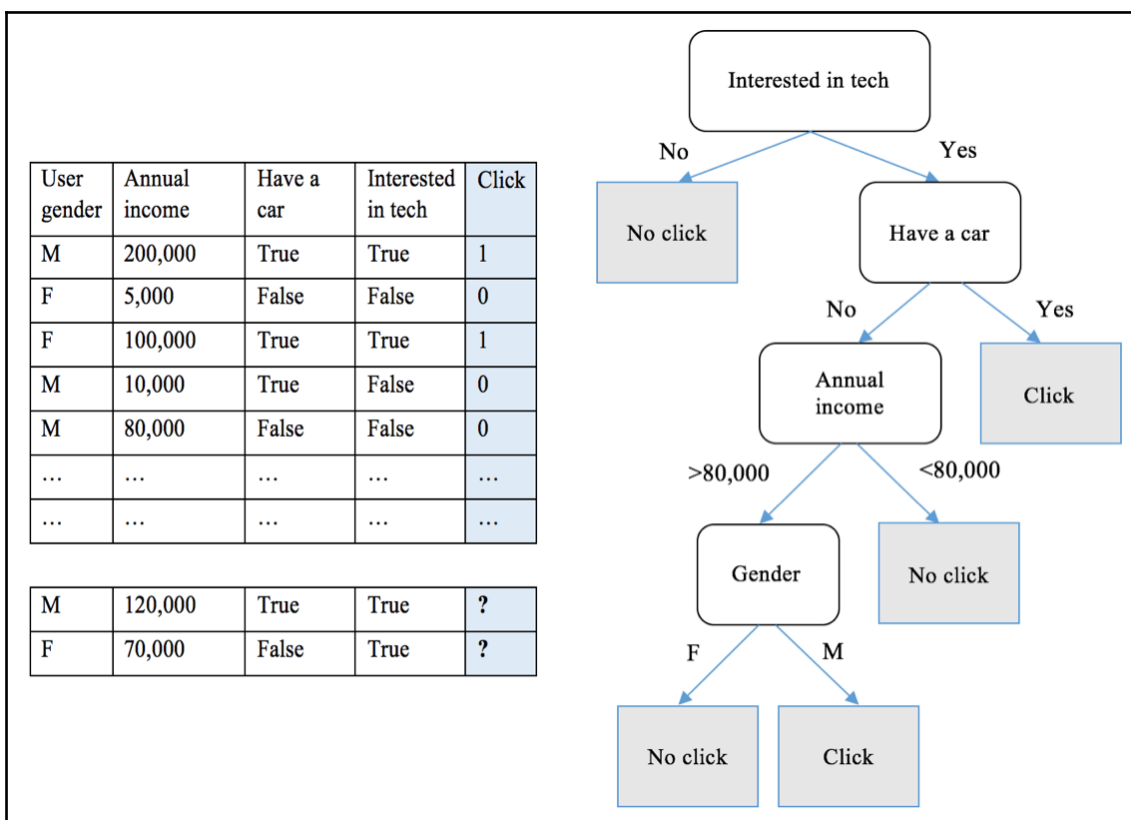 User gender Annual income Have a car Interested in tech Click
M 200,000 True True 1
F 5,000 False False 0
F 100,000 True True 1
M 10,000 True False 0
M 80,000 False False 0
... ... ... ... ...
... ... ... ... ...
M 120,000 True True ?
F 70,000 False True ?
Interested in tech
No
Yes
No click
Have a car
No
Yes
Annual
income
Click
>80,000
<80,000
Gender
No click
F
M
No click
Click